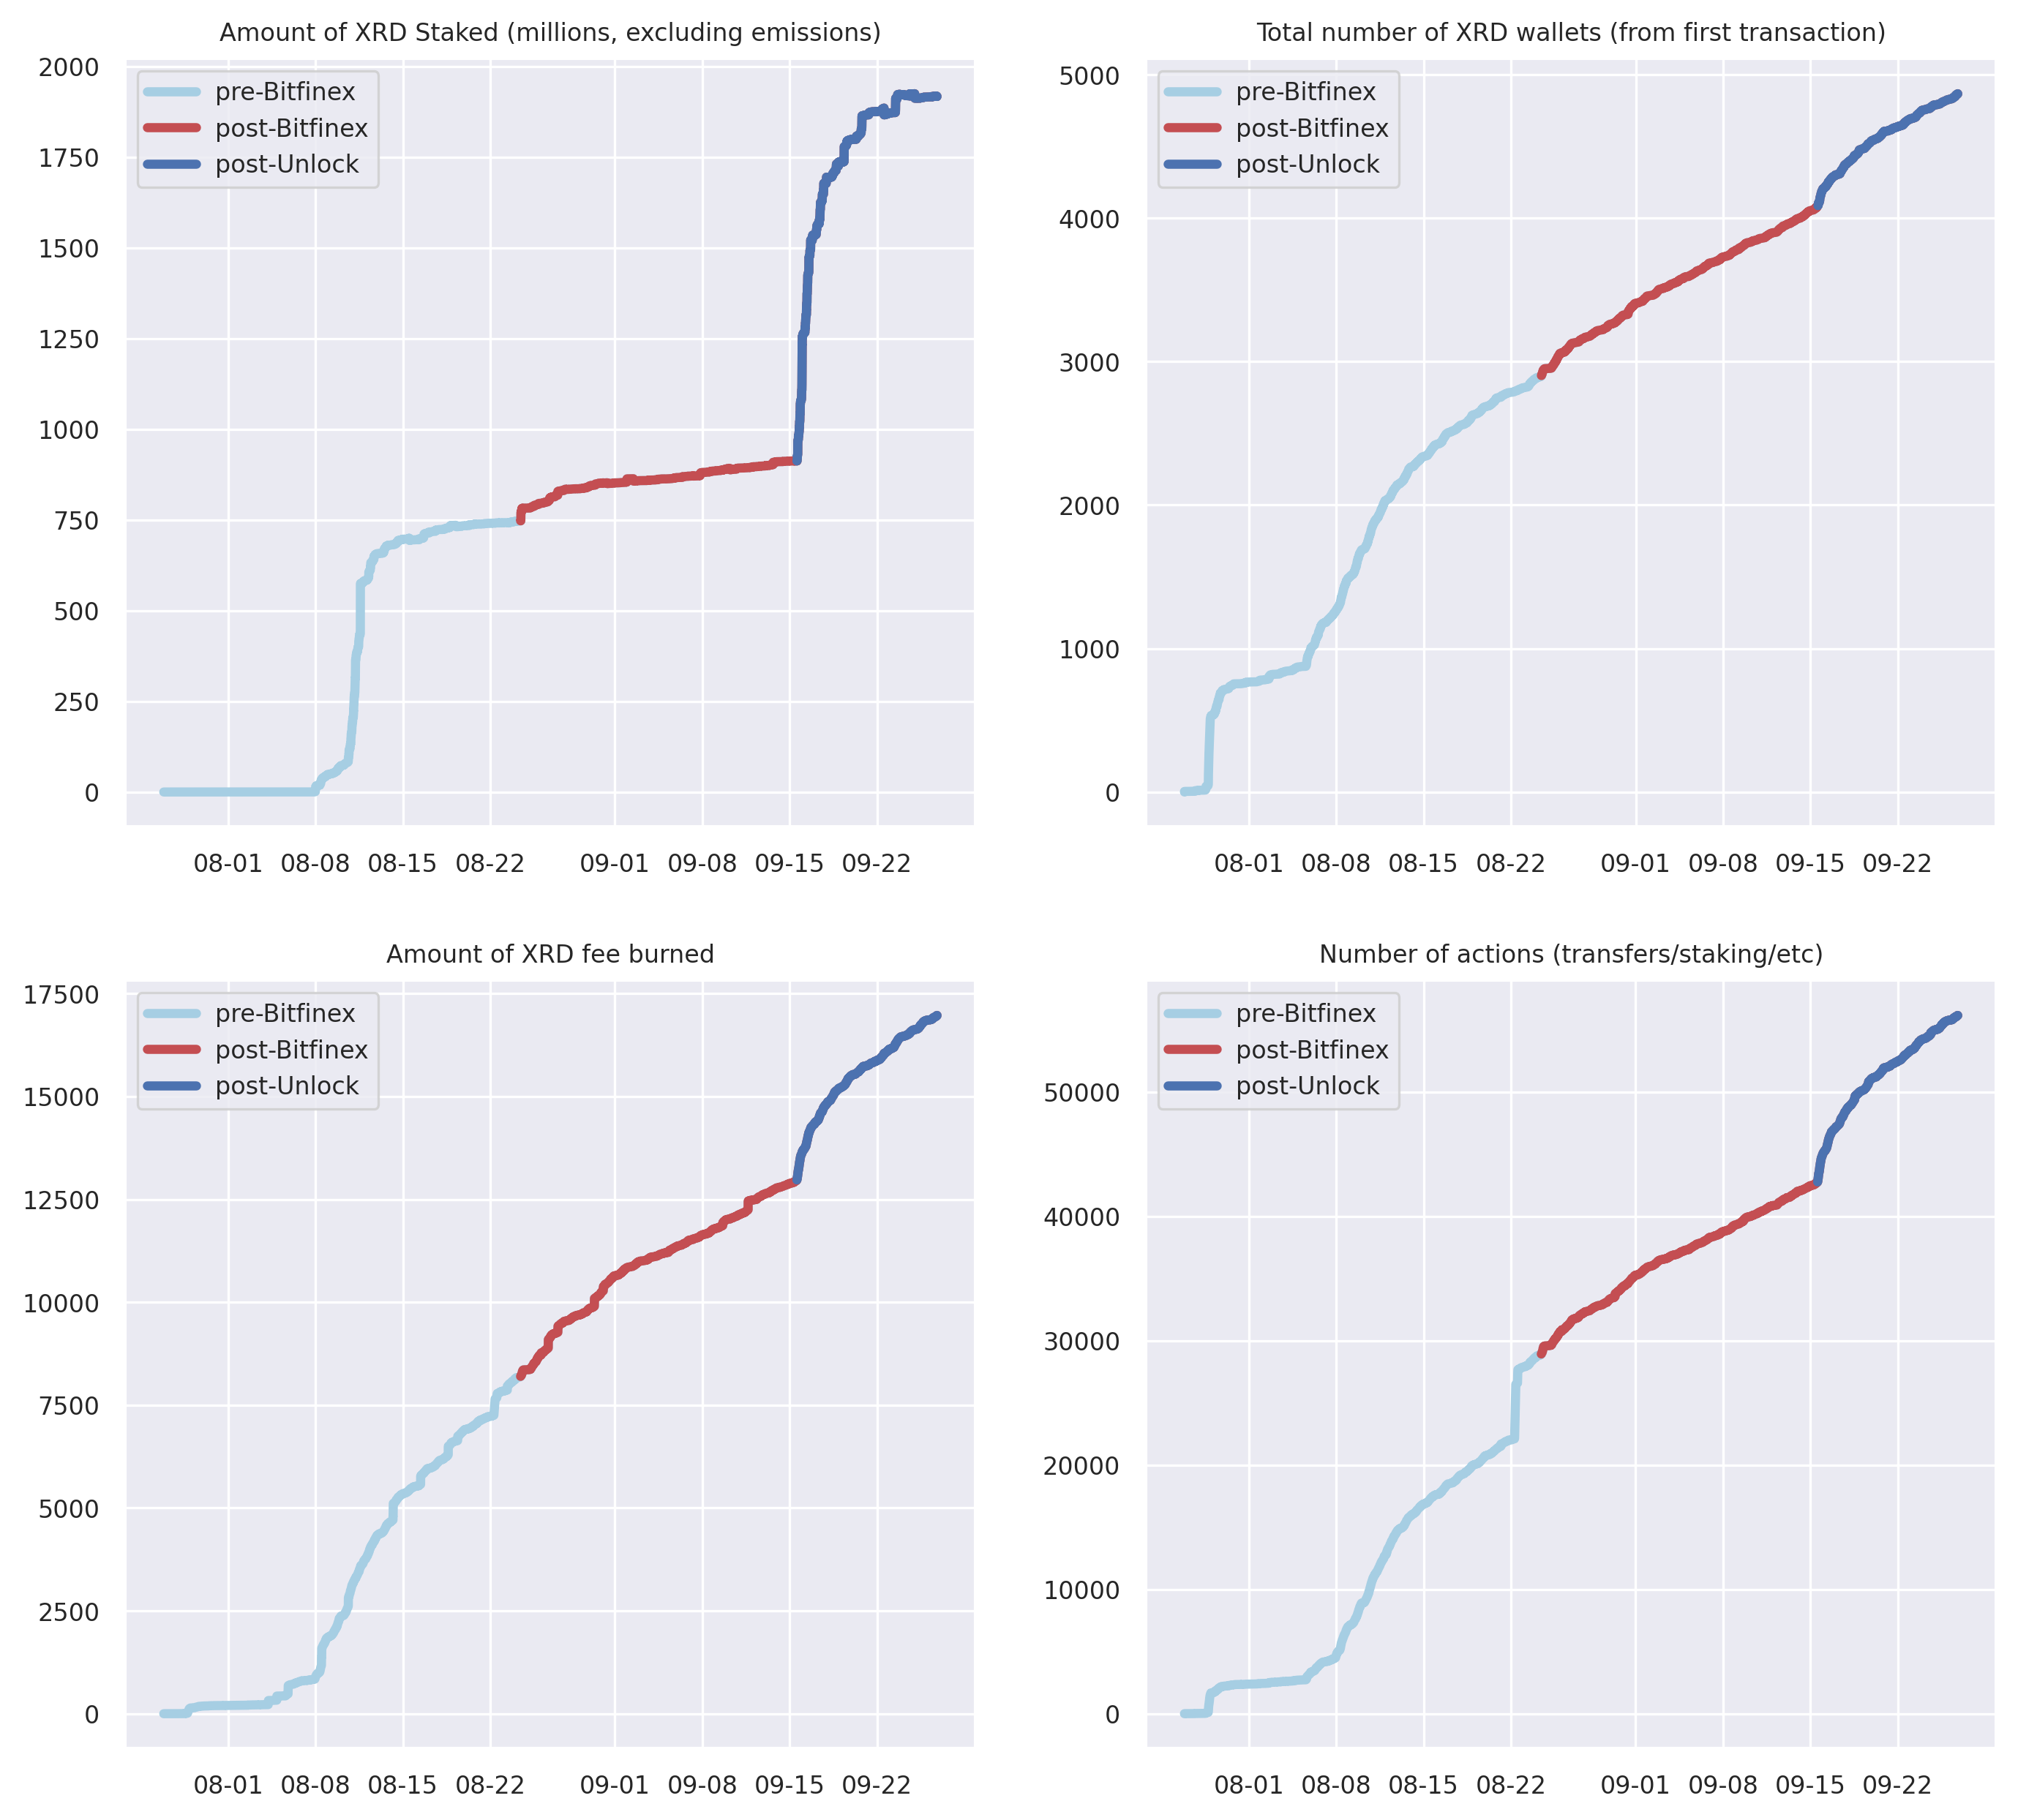 Amount of XRD Staked (millions, excluding emissions)
2000
1750
1500
1250
1000
750
500
250
0
pre-Bitfinex
post-Bitfinex
post-Unlock
08-01 08-08 08-15 08-22 09-01 09-08 09-15 09-22
Total number of XRD wallets (from first transaction)
5000
4000
3000
2000
1000
0
pre-Bitfinex
post-Bitfinex
post-Unlock
08-01 08-08 08-15 08-22 09-01 09-08 09-15 09-22
Amount of XRD fee burned
17500
15000
12500
10000
7500
5000
2500
0
pre-Bitfinex
post-Bitfinex
post-Unlock
08-01 08-08 08-15 08-22 09-01 09-08 09-15 09-22
Number of actions (transfers/staking/etc)
50000
40000
30000
20000
10000
0
pre-Bitfinex
post-Bitfinex
post-Unlock
08-01 08-08 08-15 08-22 09-01 09-08 09-15 09-22